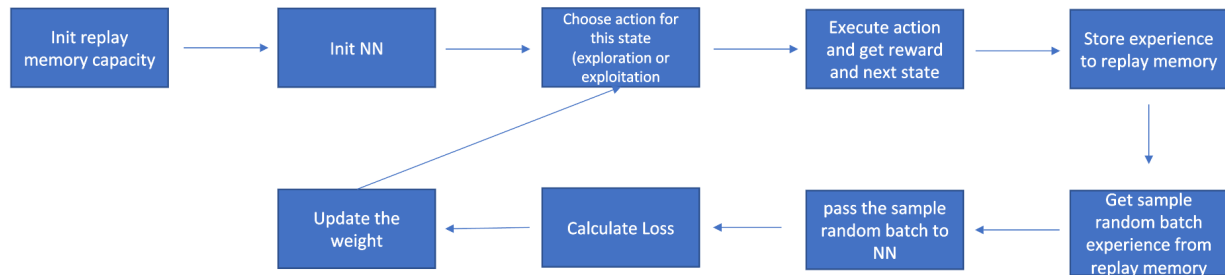 Init replay
memory capacity
Init NN
Choose action for
this state
(exploration or
exploitation
Execute action
and get reward
and next state
Store experience
to replay memory
Get sample
random batch
experience from
replay memory
pass the sample
random batch to
NN
Calculate Loss
Update the
weight